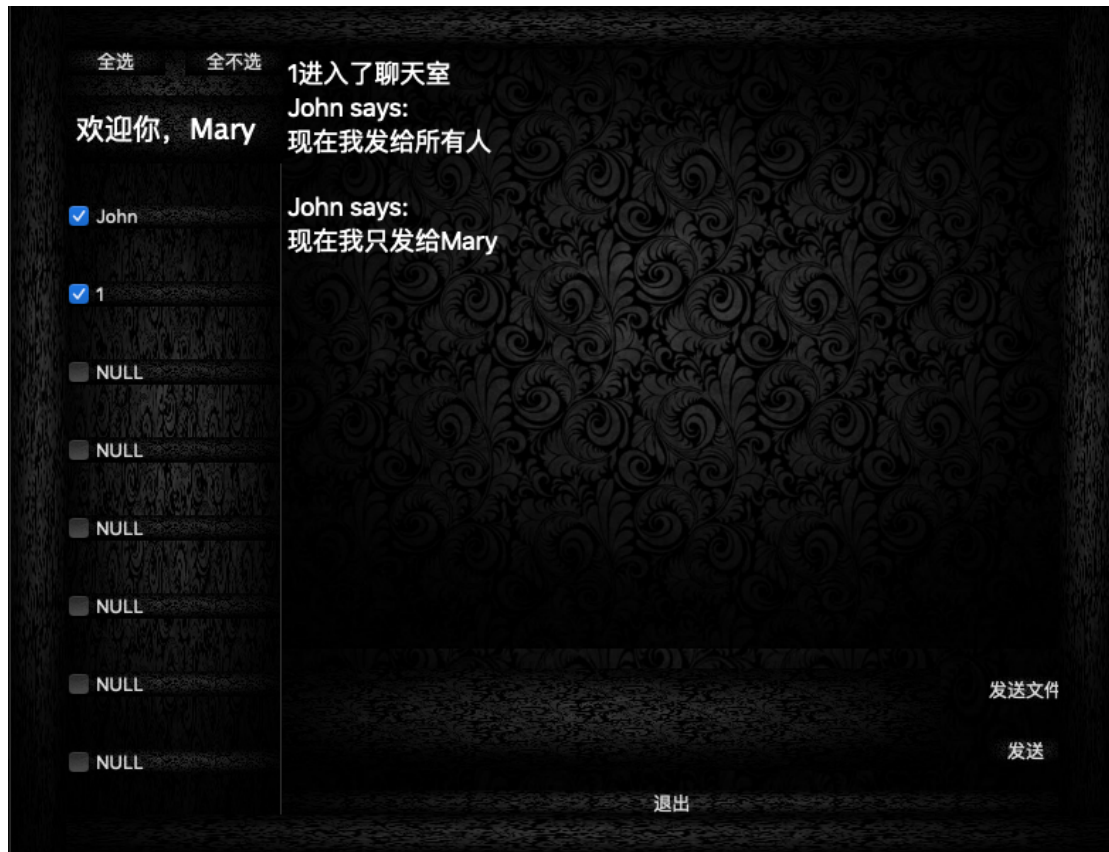 全选 全不选
欢迎你，Mary
John
1
NULL
NULL
NULL
NULL
NULL
NULL
1进入了聊天室
John says:
现在我发给所有人
John says:
现在我只发给Mary
发送文件
发送
退出